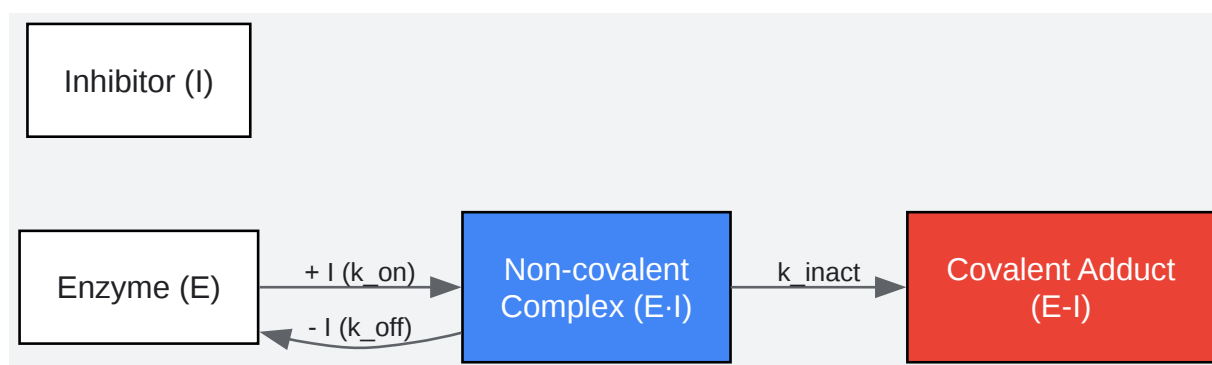 Inhibitor (I)
Enzyme (E)
+ I (k_on)
- I (k_off)
Non-covalent
Complex (E·I)
k_inact
Covalent Adduct
(E-I)